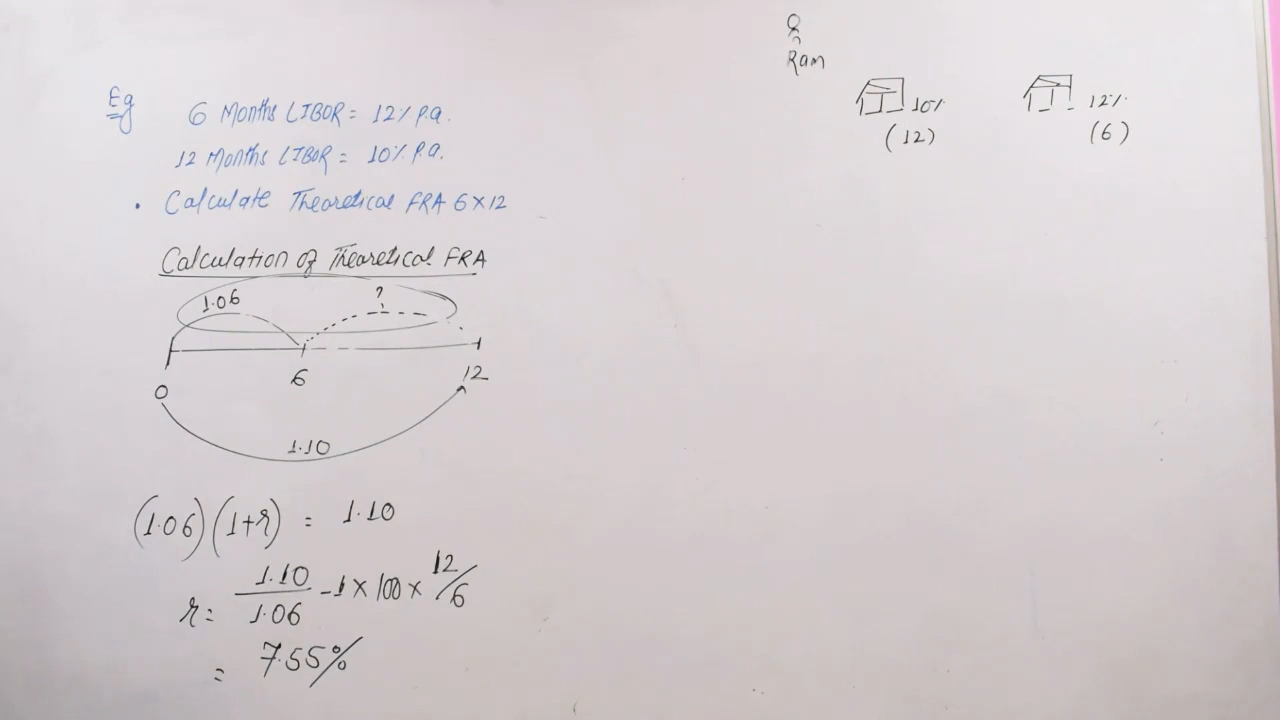 Eg 6 Months LIBOR = 12% P.a.
12 Months LIBOR = 10% P.a.
• Calculate Theoretical FRA 6×12
Calculation of Theoretical FRA
1.06 ?
0 6 12
1.10
(1.06) (1+r) = 1.10
r = 1.10/1.06 - 1 × 100 × 12/6
= 7.55%
Ram
10% 12%
(12) (6)